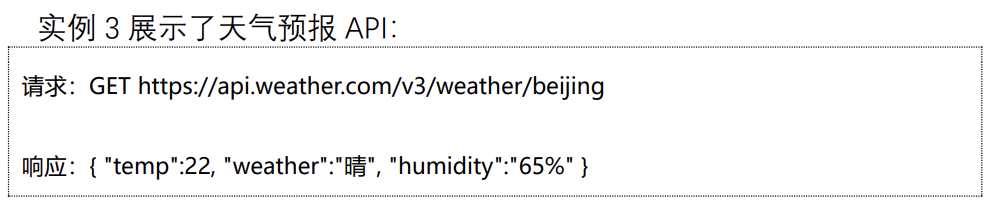 实例 3 展示了天气预报 API：
请求：GET https://api.weather.com/v3/weather/beijing
响应：{ "temp":22, "weather":"晴", "humidity":"65%" }